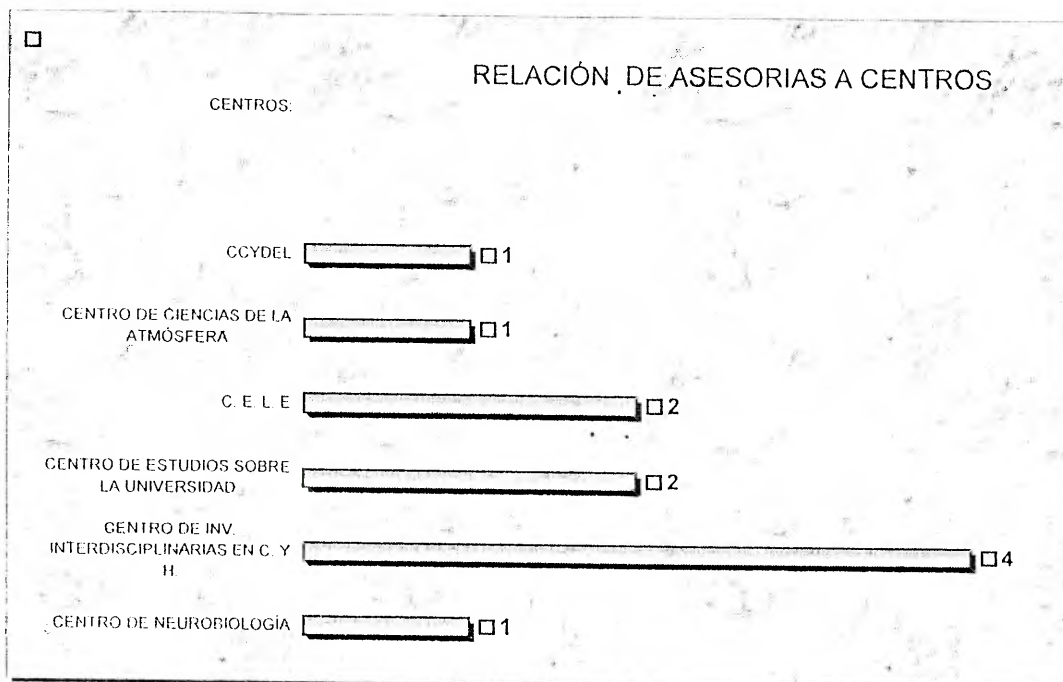 RELACIÓN DE ASESORIAS A CENTROS
CENTROS:
CCYDEL
1
CENTRO DE CIENCIAS DE LA
ATMÓSFERA
1
C. E. L. E
2
CENTRO DE ESTUDIOS SOBRE
LA UNIVERSIDAD
2
CENTRO DE INV.
INTERDISCIPLINARIAS EN C. Y
H.
4
CENTRO DE NEUROBIOLOGÍA
1